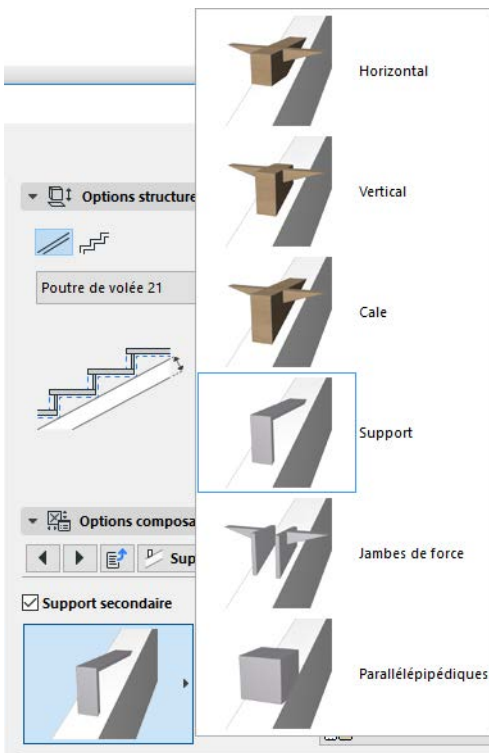 Horizontal
Vertical
Cale
Support
Jambes de force
Parallélépipédiques
Options structure
Poutre de volée 21
Options composa
Sup
Support secondaire